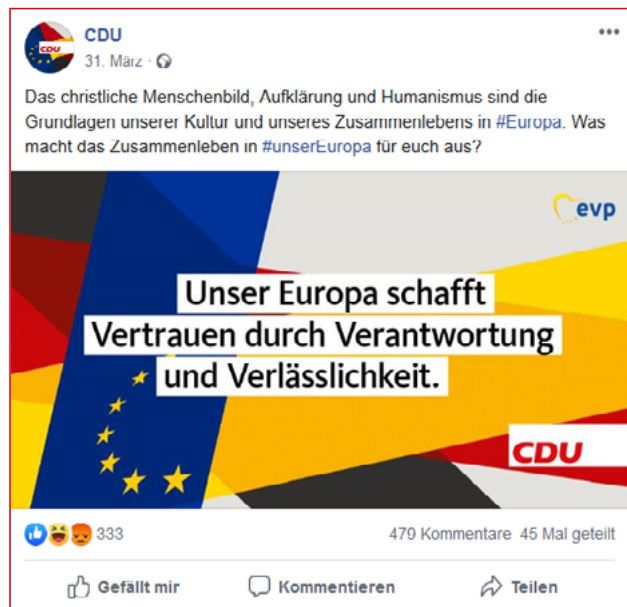 CDU
31. März ·
Das christliche Menschenbild, Aufklärung und Humanismus sind die
Grundlagen unserer Kultur und unseres Zusammenlebens in #Europa. Was
macht das Zusammenleben in #unserEuropa für euch aus?
evp
Unser Europa schafft
Vertrauen durch Verantwortung
und Verlässlichkeit.
CDU
333 479 Kommentare 45 Mal geteilt
Gefällt mir Kommentieren Teilen